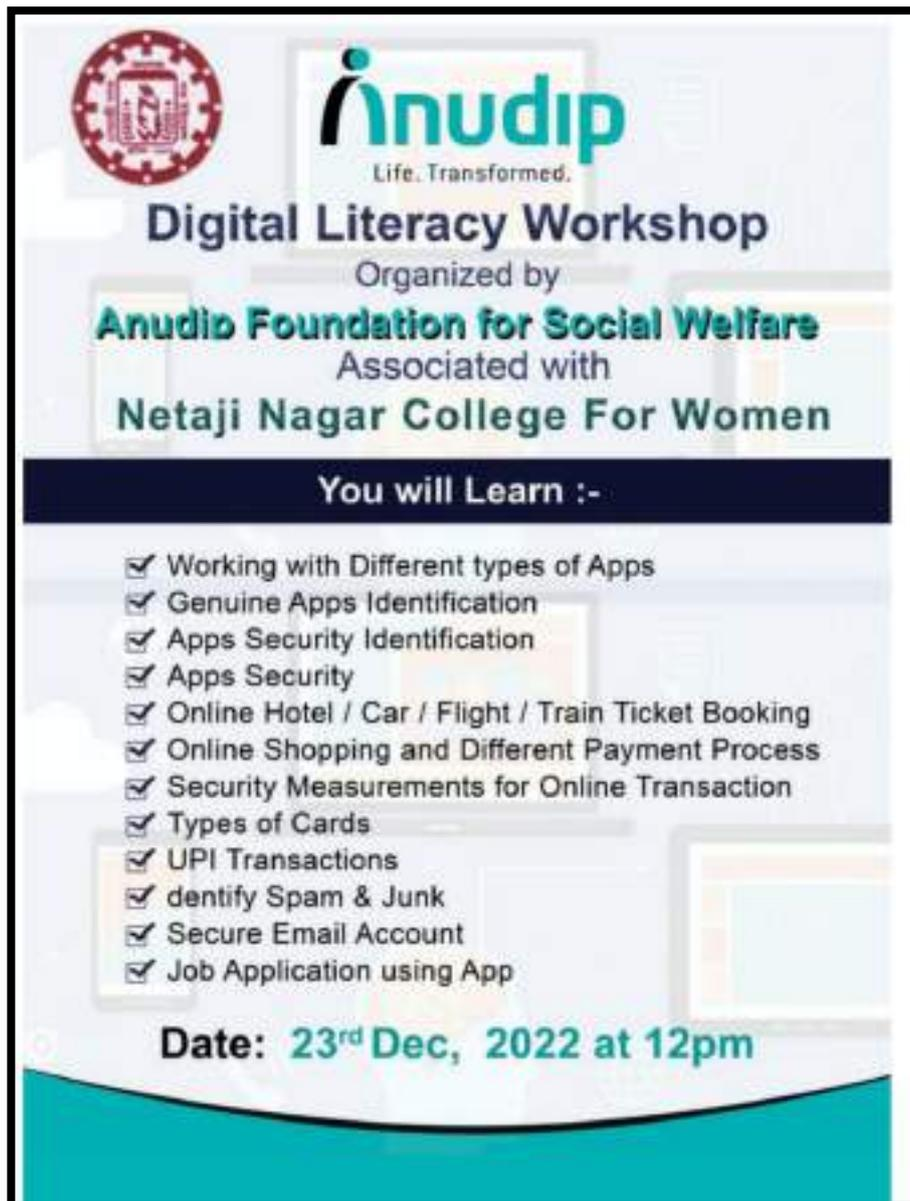 Anudip
Life. Transformed.
Digital Literacy Workshop
Organized by
Anudip Foundation for Social Welfare
Associated with
Netaji Nagar College For Women
You will Learn :-
Working with Different types of Apps
Genuine Apps Identification
Apps Security Identification
Apps Security
Online Hotel / Car / Flight / Train Ticket Booking
Online Shopping and Different Payment Process
Security Measurements for Online Transaction
Types of Cards
UPI Transactions
dentify Spam & Junk
Secure Email Account
Job Application using App
Date: 23rd Dec, 2022 at 12pm